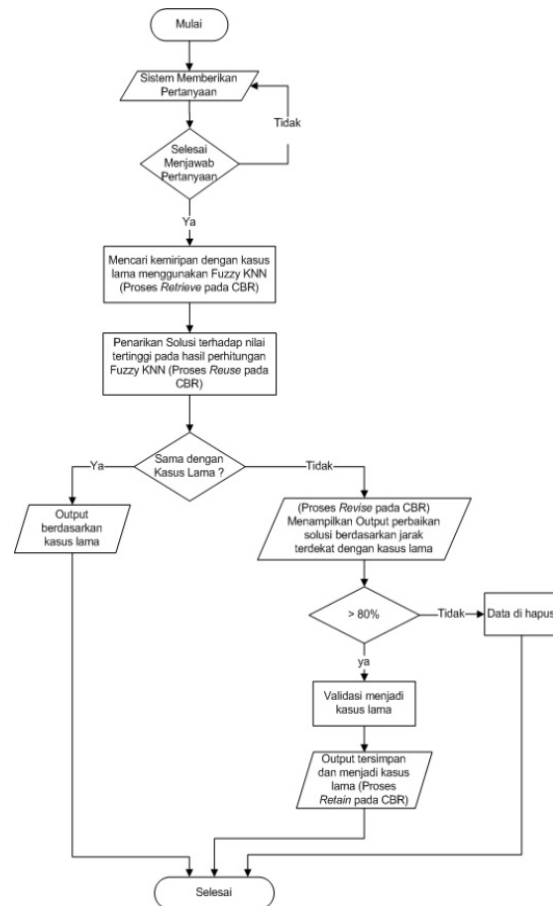 Mulai
Sistem Memberikan
Pertanyaan
Tidak
Selesai
Menjawab
Pertanyaan
Ya
Mencari kemiripan dengan kasus
lama menggunakan Fuzzy KNN
(Proses Retrieve pada CBR)
Penarikan Solusi terhadap nilai
tertinggi pada hasil perhitungan
Fuzzy KNN (Proses Reuse pada
CBR)
Sama dengan
Kasus Lama ?
Ya
Tidak
Output
berdasarkan
kasus lama
(Proses Revise pada CBR)
Menampilkan Output perbaikan
solusi berdasarkan jarak
terdekat dengan kasus lama
> 80%
Tidak
Data di hapus
ya
Validasi menjadi
kasus lama
Output tersimpan
dan menjadi kasus
lama (Proses
Retain pada CBR)
Selesai